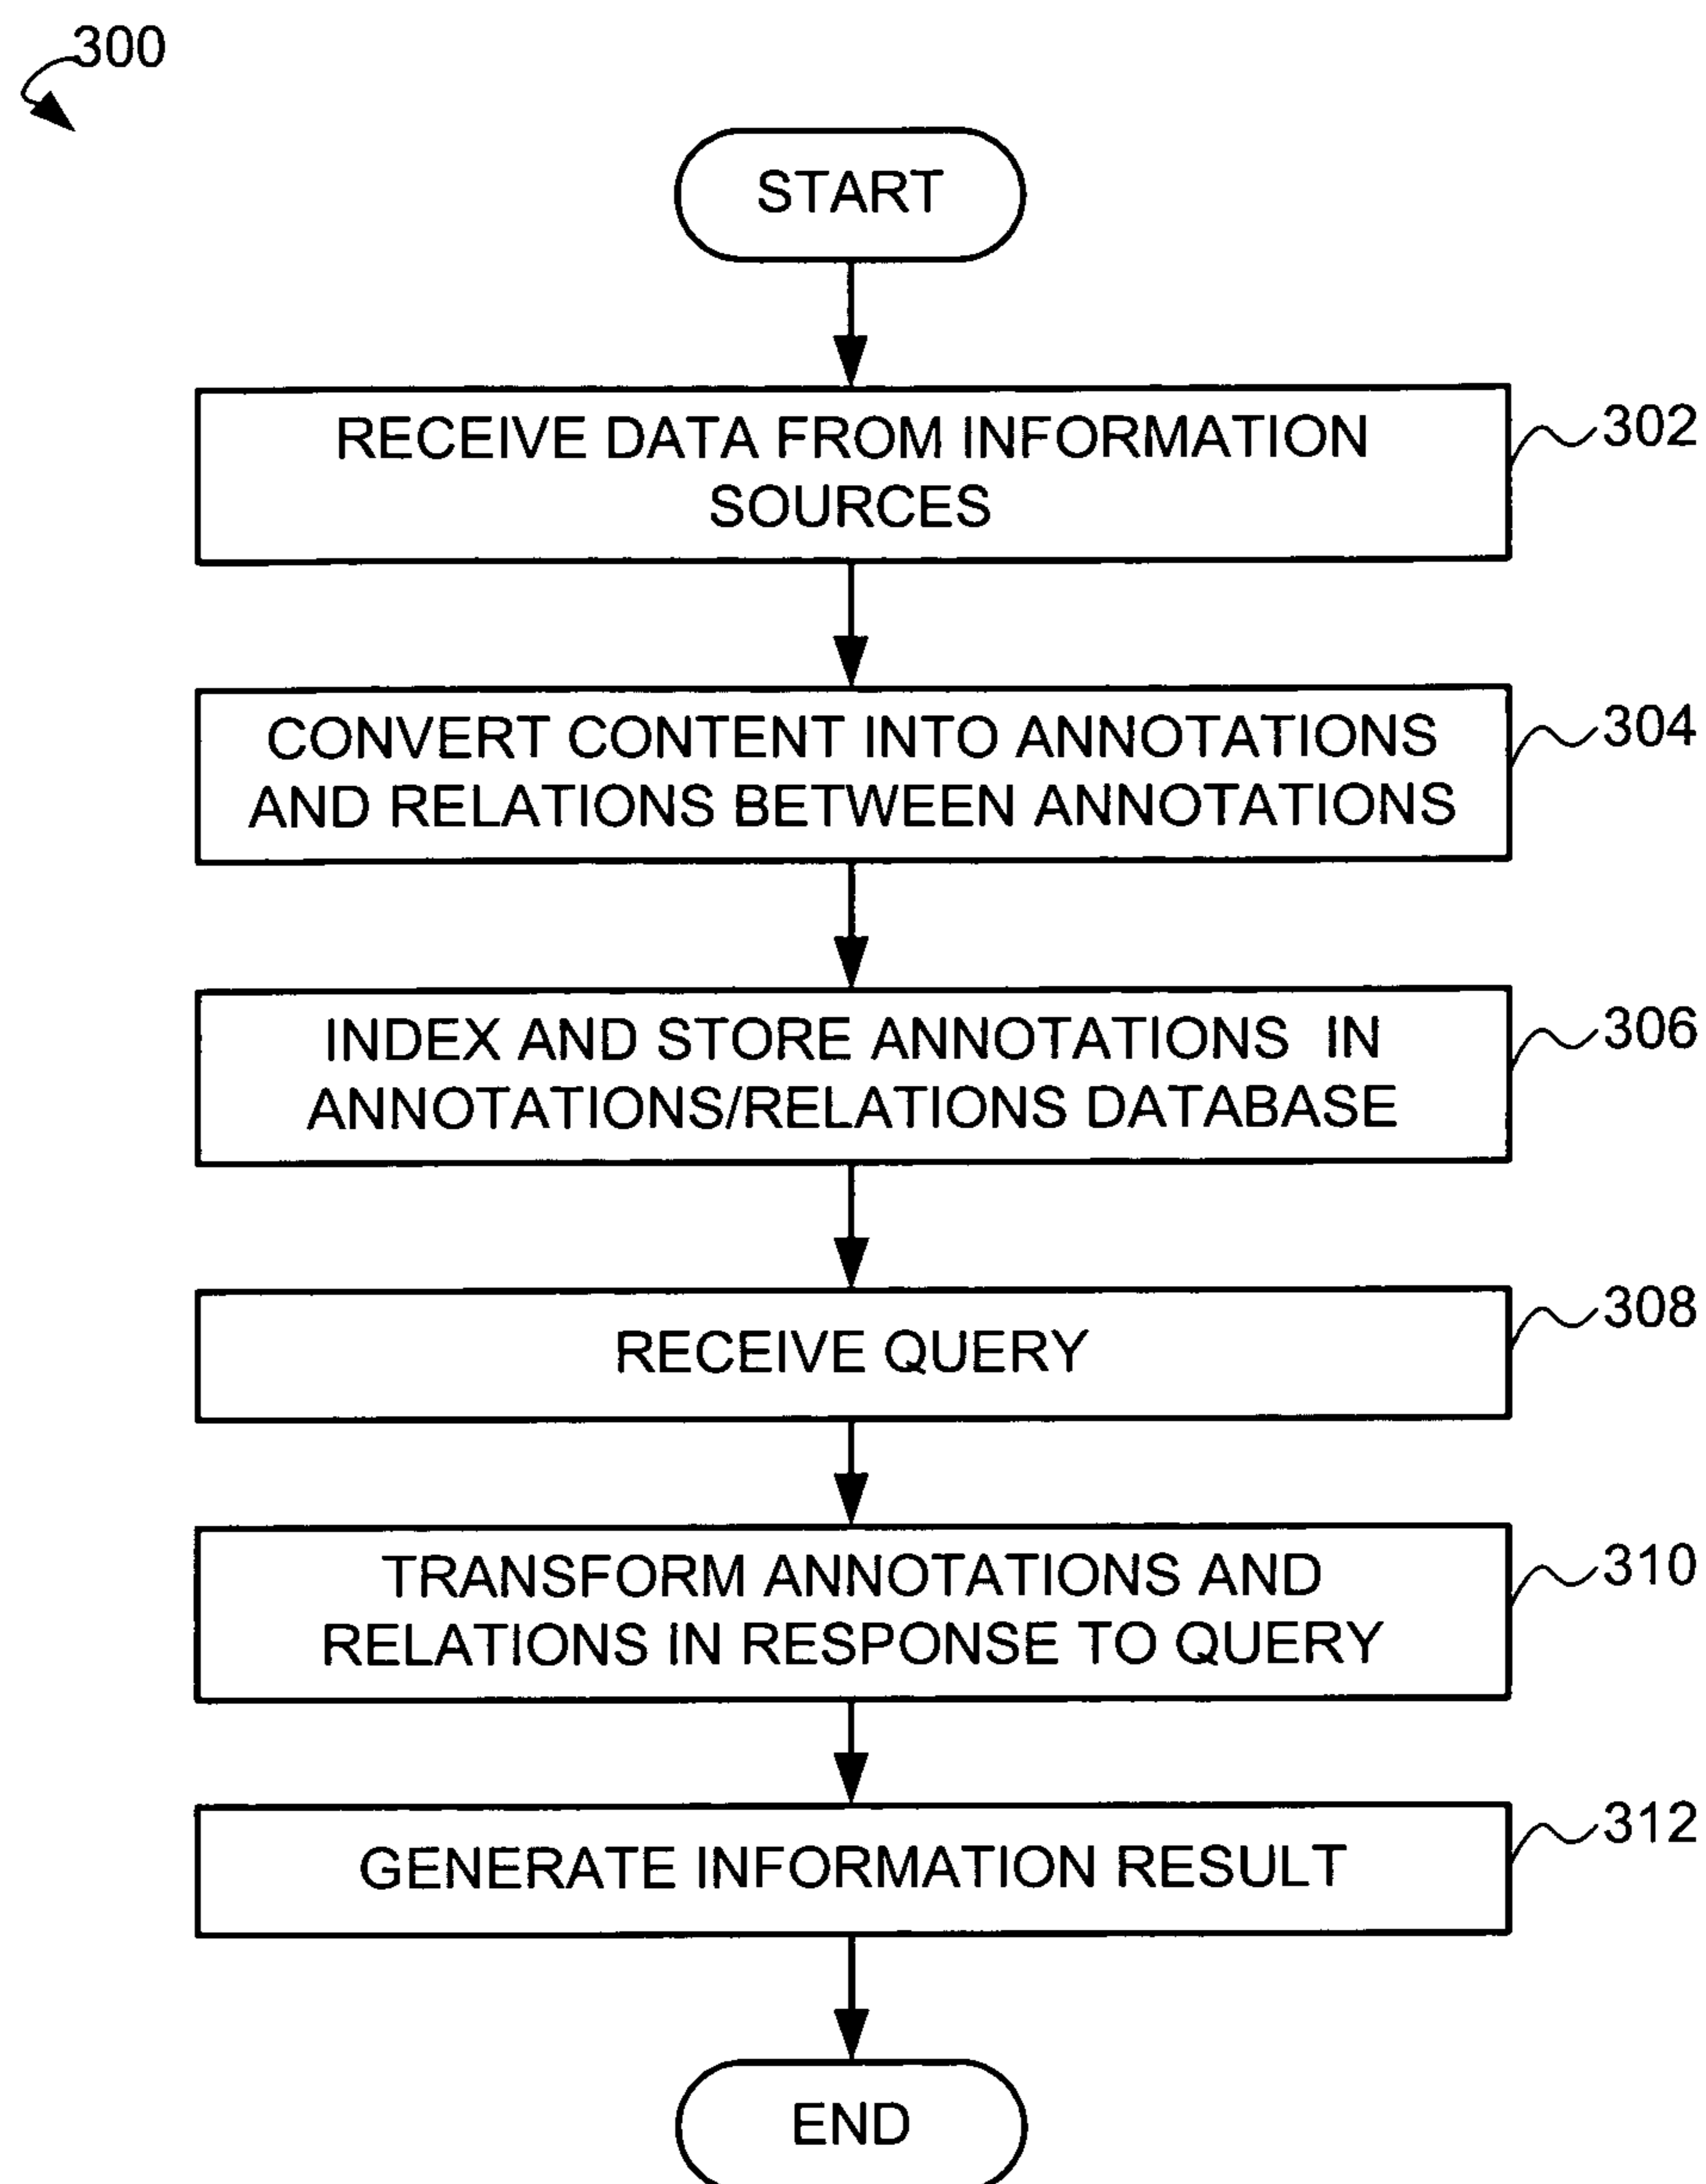 300
START
RECEIVE DATA FROM INFORMATION
SOURCES
302
CONVERT CONTENT INTO ANNOTATIONS
AND RELATIONS BETWEEN ANNOTATIONS
304
INDEX AND STORE ANNOTATIONS IN
ANNOTATIONS/RELATIONS DATABASE
306
RECEIVE QUERY
308
TRANSFORM ANNOTATIONS AND
RELATIONS IN RESPONSE TO QUERY
310
GENERATE INFORMATION RESULT
312
END